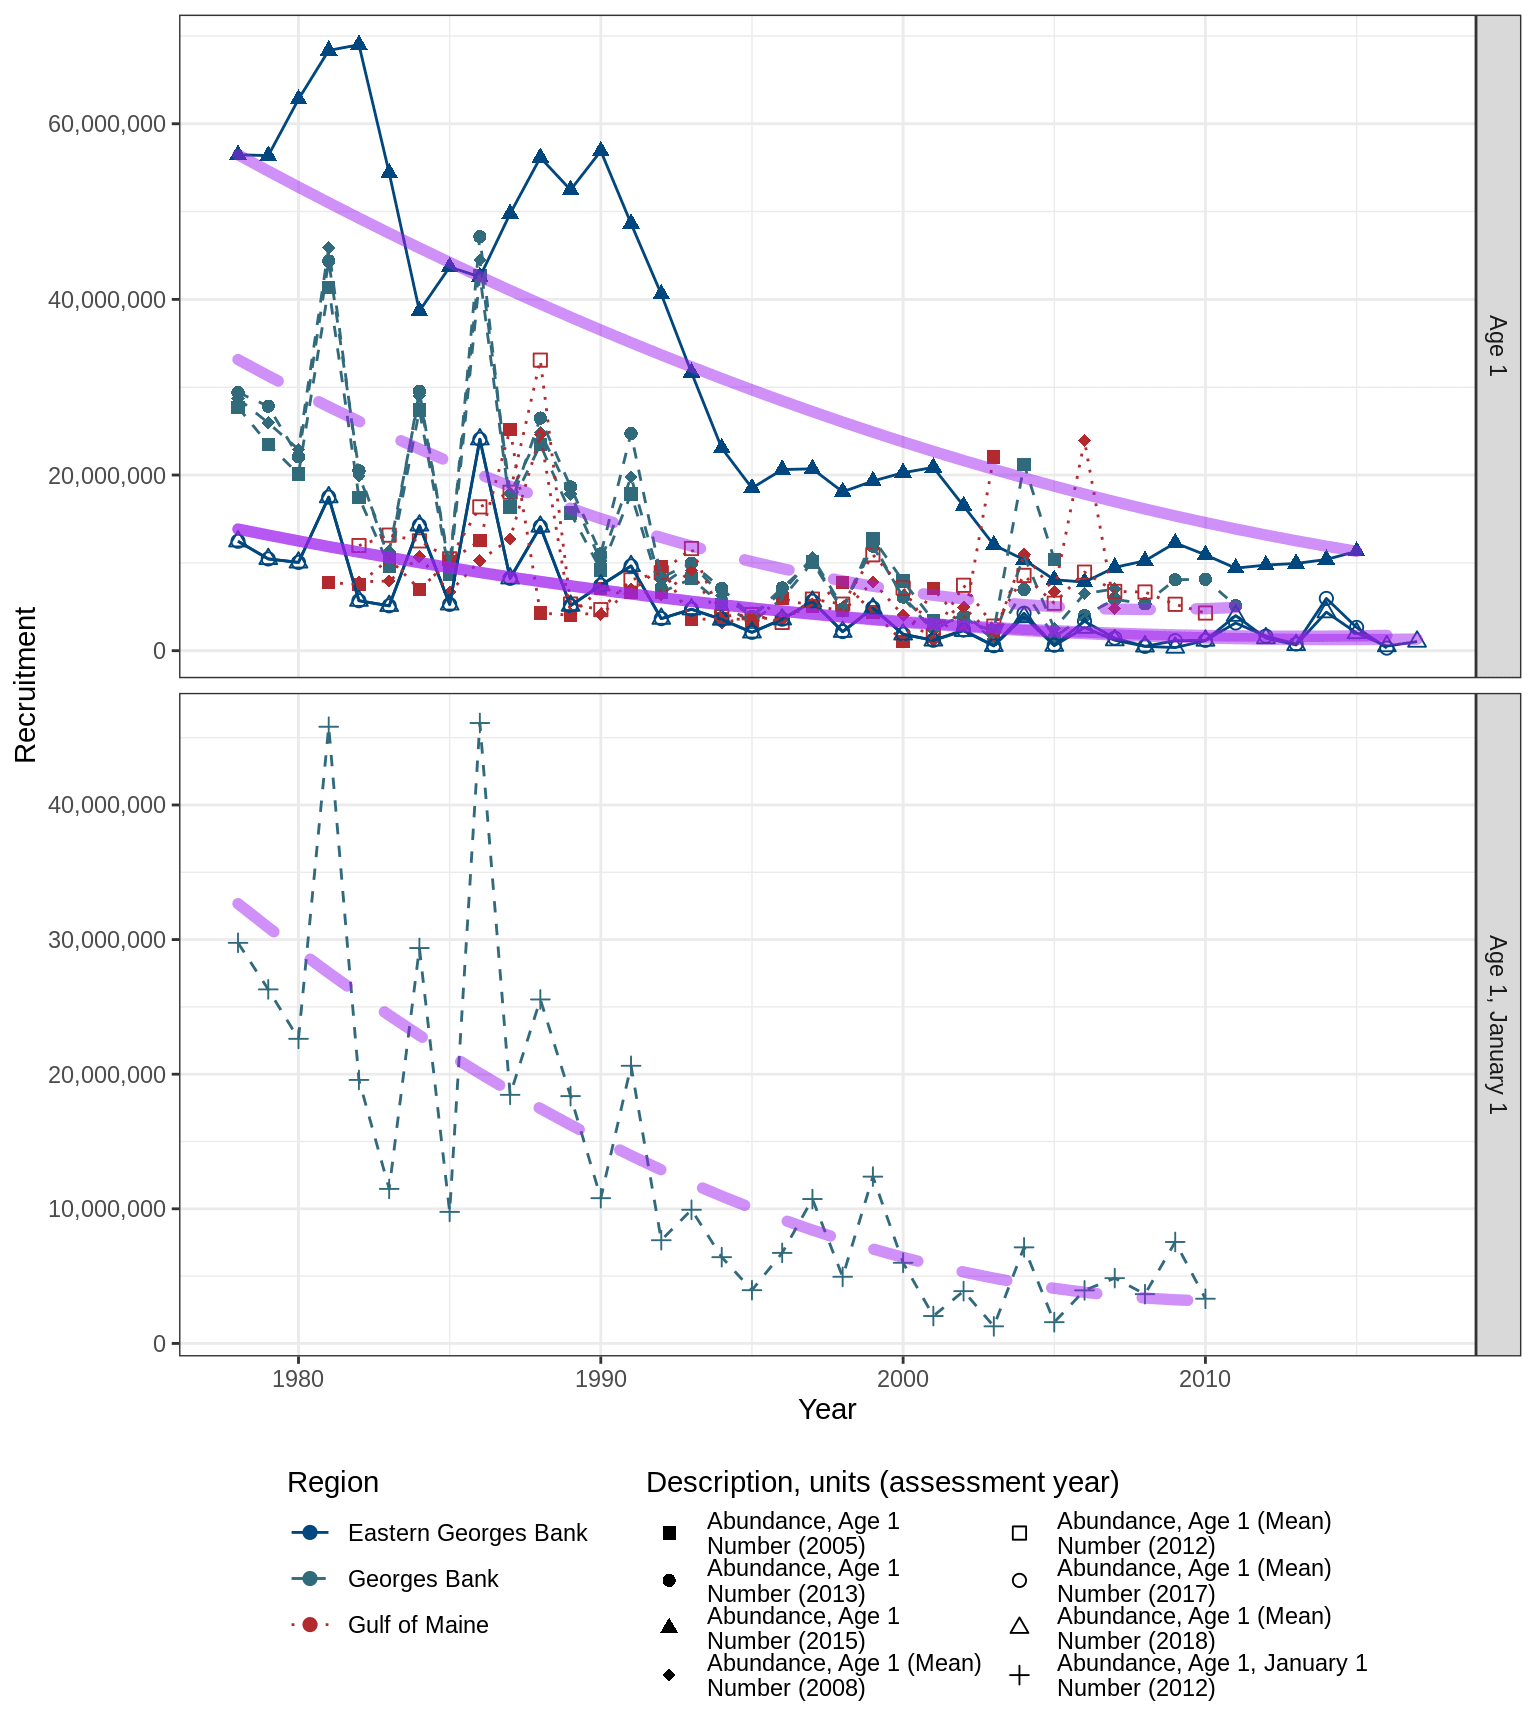 60,000,000
40,000,000
20,000,000
0
Age 1
Recruitment
40,000,000
30,000,000
20,000,000
10,000,000
0
Age 1, January 1
1980
1990
2000
2010
Year
Region
Eastern Georges Bank
Georges Bank
Gulf of Maine
Description, units (assessment year)
Abundance, Age 1
Number (2005)
Abundance, Age 1
Number (2013)
Abundance, Age 1
Number (2015)
Abundance, Age 1 (Mean)
Number (2008)
Abundance, Age 1 (Mean)
Number (2012)
Abundance, Age 1 (Mean)
Number (2017)
Abundance, Age 1 (Mean)
Number (2018)
Abundance, Age 1, January 1
Number (2012)